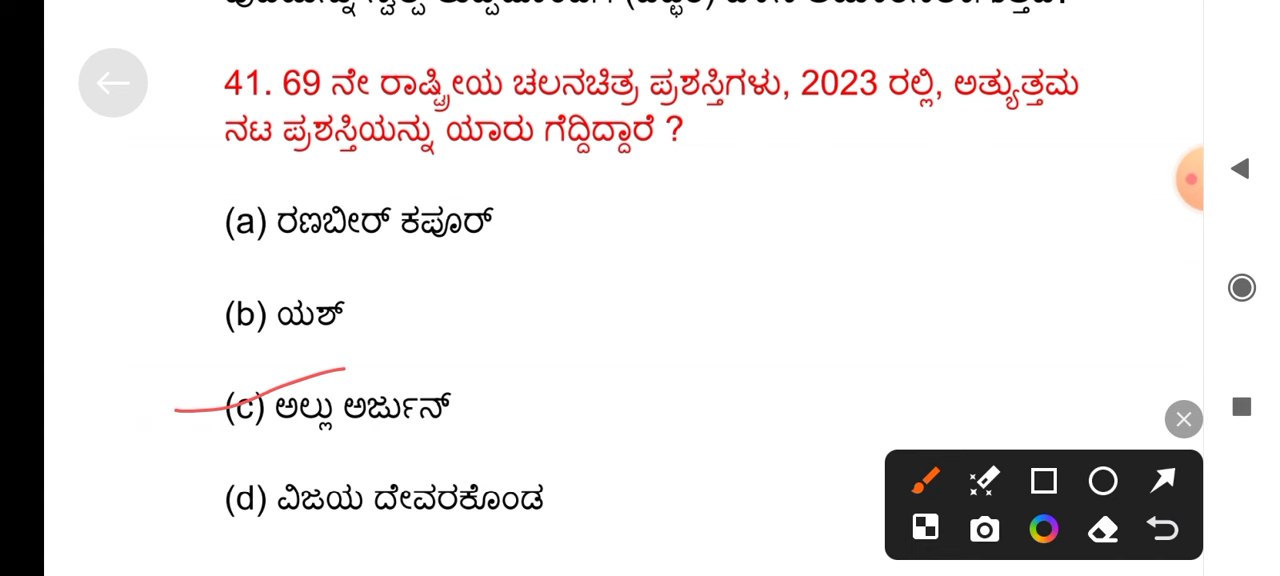 41. 69 ನೇ ರಾಷ್ಟ್ರೀಯ ಚಲನಚಿತ್ರ ಪ್ರಶಸ್ತಿಗಳು, 2023 ರಲ್ಲಿ, ಅತ್ಯುತ್ತಮ
ನಟ ಪ್ರಶಸ್ತಿಯನ್ನು ಯಾರು ಗೆದ್ದಿದ್ದಾರೆ ?
(a) ರಣಬೀರ್ ಕಪೂರ್
(b) ಯಶ್
(c) ಅಲ್ಲು ಅರ್ಜುನ್
(d) ವಿಜಯ ದೇವರಕೊಂಡ